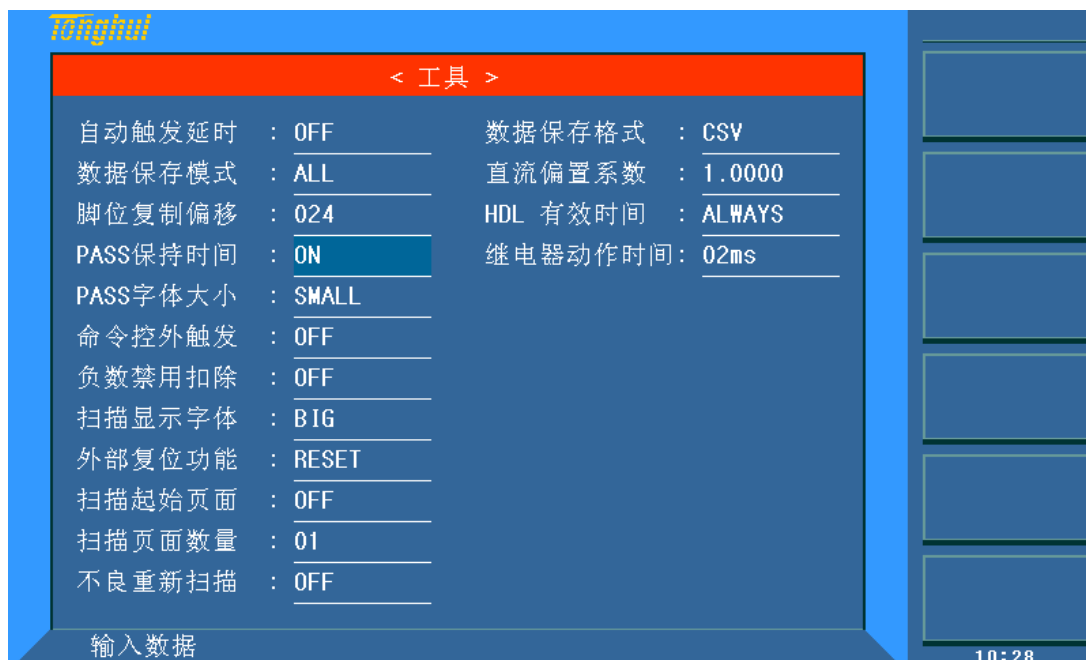 Tonghui
< 工具 >
自动触发延时 : OFF 数据保存格式 : CSV
数据保存模式 : ALL 直流偏置系数 : 1.0000
脚位复制偏移 : 024 HDL 有效时间 : ALWAYS
PASS保持时间 : ON 继电器动作时间: 02ms
PASS字体大小 : SMALL
命令控外触发 : OFF
负数禁用扣除 : OFF
扫描显示字体 : BIG
外部复位功能 : RESET
扫描起始页面 : OFF
扫描页面数量 : 01
不良重新扫描 : OFF
输入数据
10:28